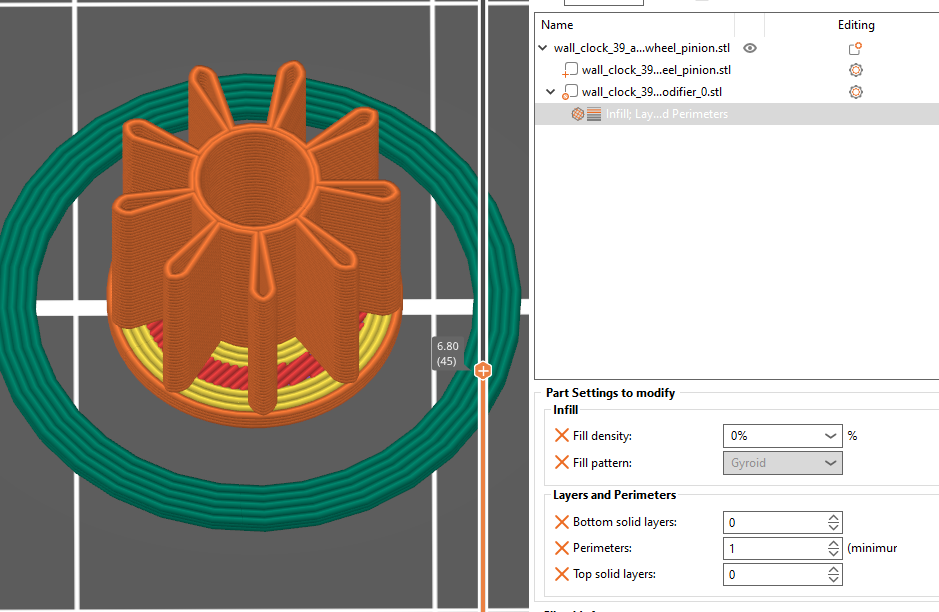 Name Editing
wall_clock_39_a...wheel_pinion.stl
wall_clock_39...eel_pinion.stl
wall_clock_39...odifier_0.stl
Infill; Lay...d Perimeters
6.80
(45)
Part Settings to modify
Infill
Fill density: 0% %
Fill pattern: Gyroid
Layers and Perimeters
Bottom solid layers: 0
Perimeters: 1 (minimur
Top solid layers: 0